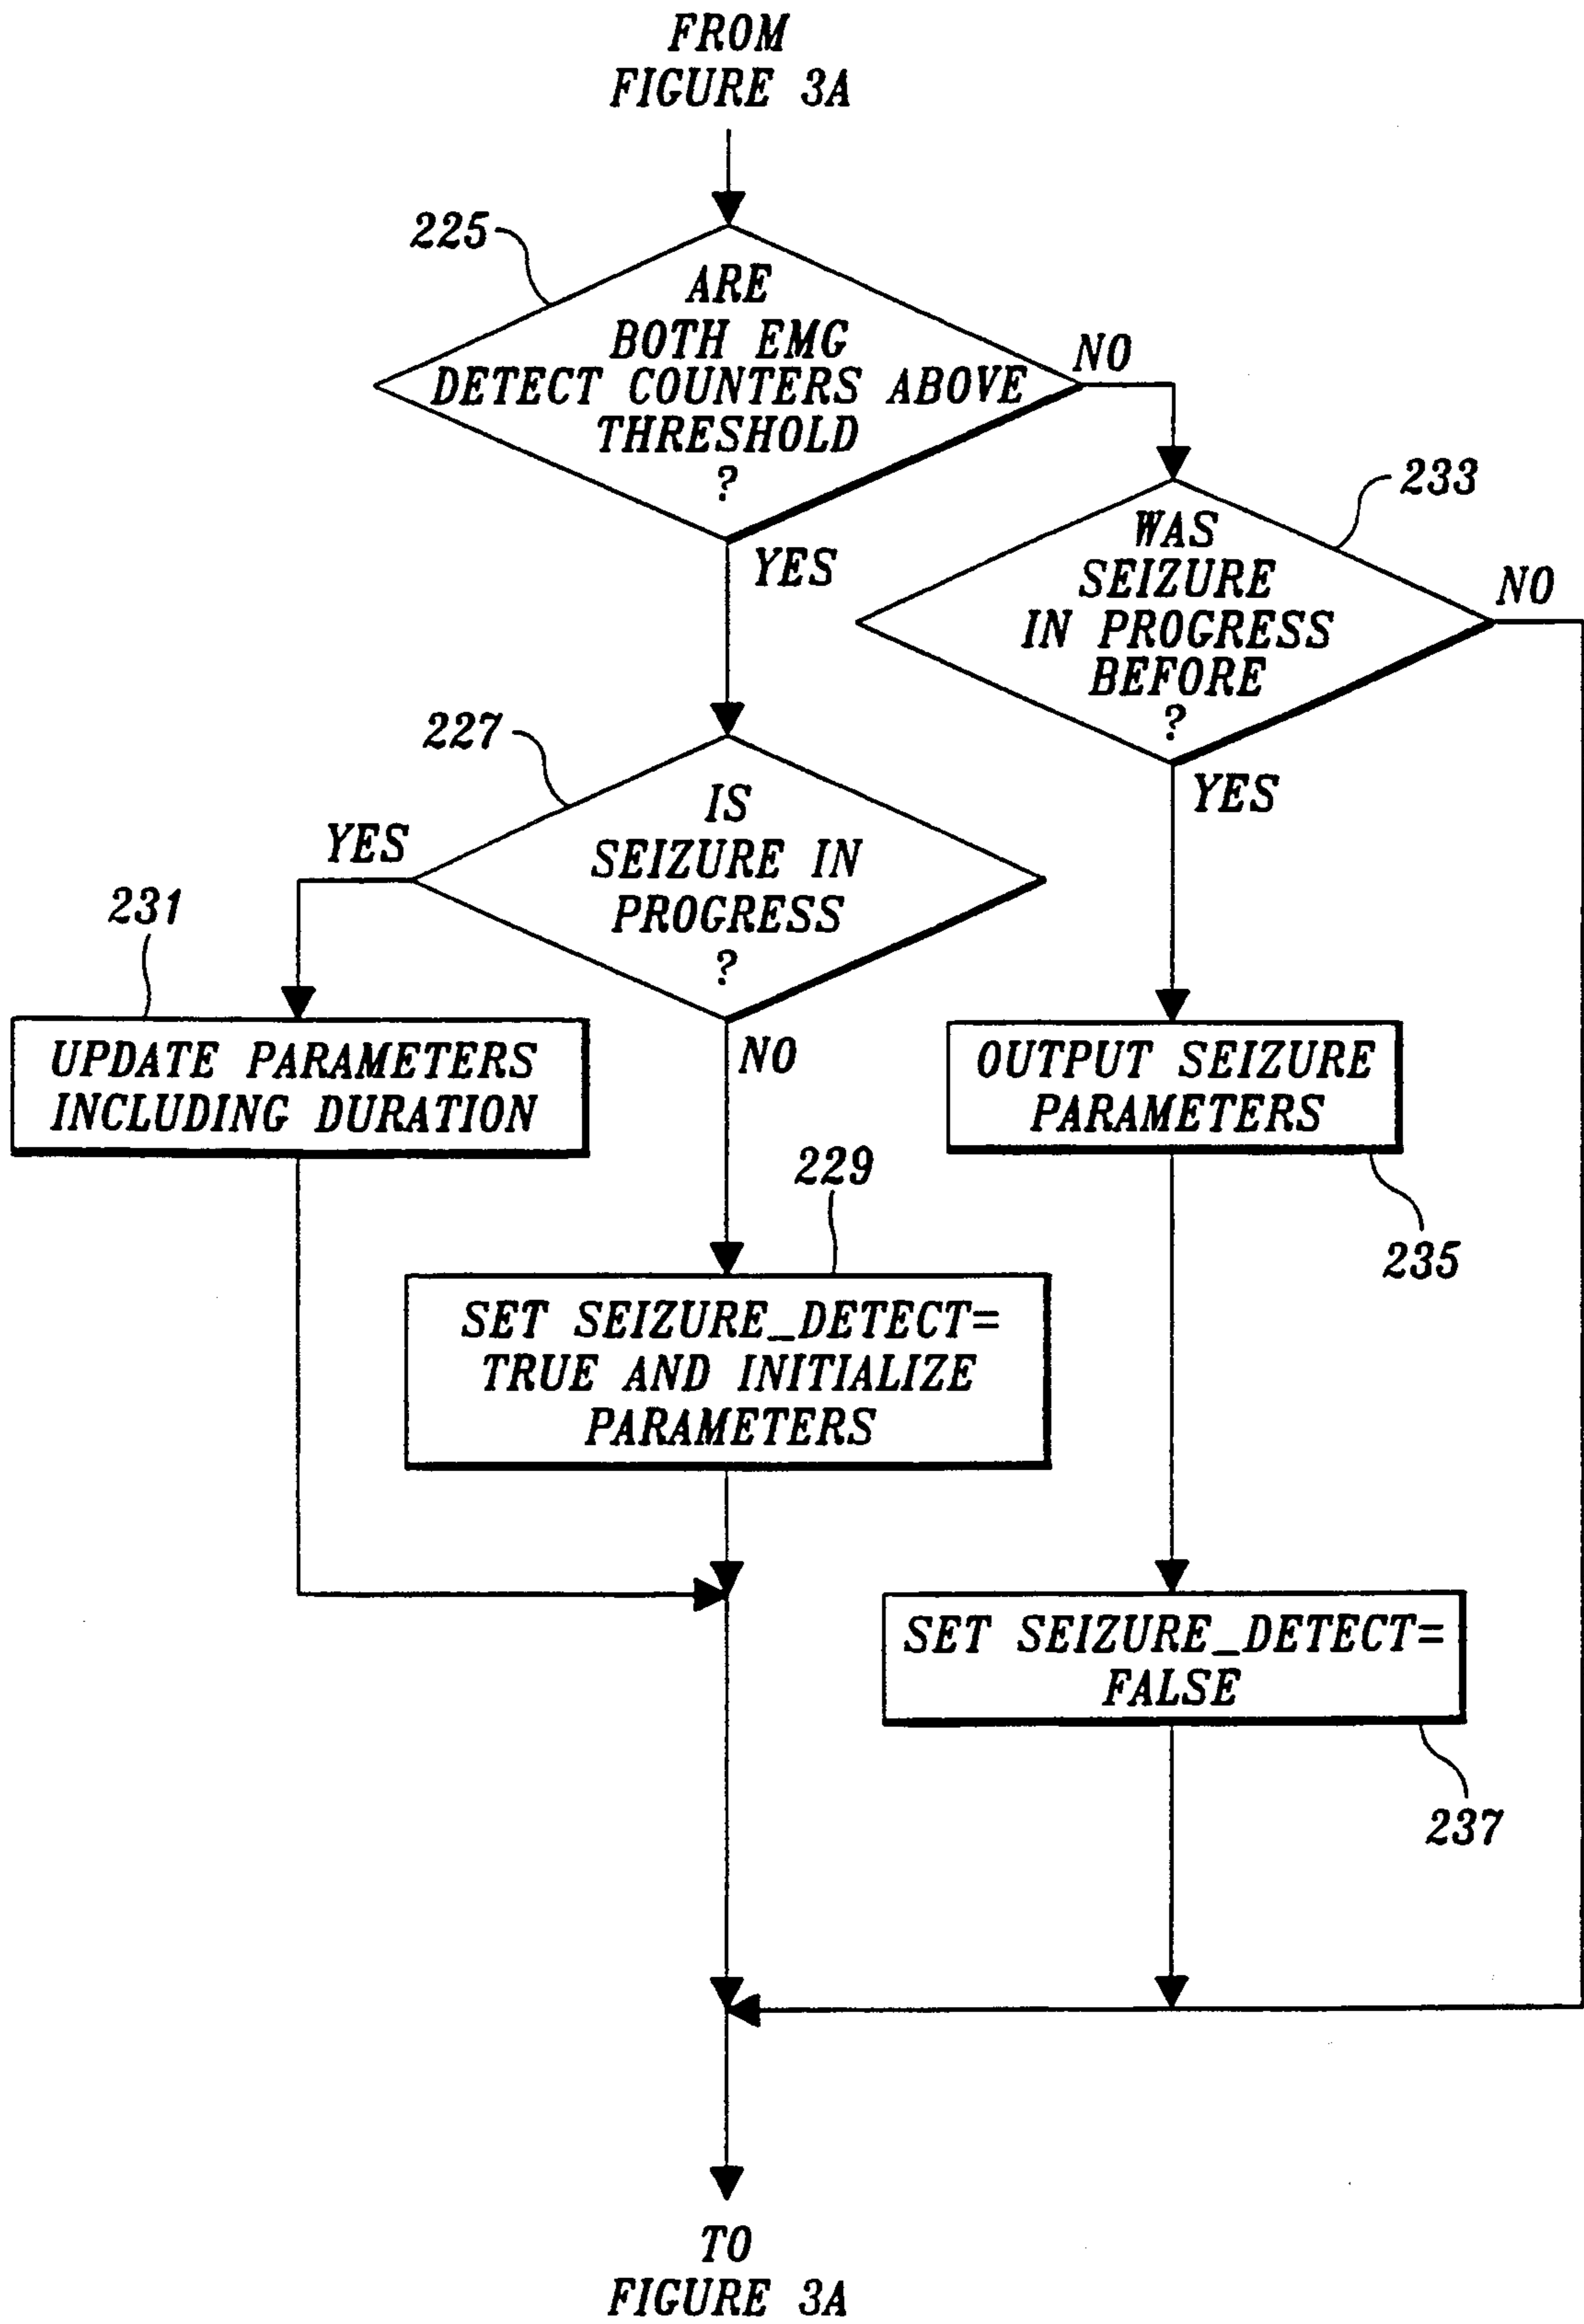 FROM
FIGURE 3A
225
ARE
BOTH EMG
DETECT COUNTERS ABOVE
THRESHOLD
?
NO
YES
233
WAS
SEIZURE
IN PROGRESS
BEFORE
?
NO
YES
227
IS
SEIZURE IN
PROGRESS
?
YES
NO
231
UPDATE PARAMETERS
INCLUDING DURATION
OUTPUT SEIZURE
PARAMETERS
235
229
SET SEIZURE_DETECT=
TRUE AND INITIALIZE
PARAMETERS
SET SEIZURE_DETECT=
FALSE
237
TO
FIGURE 3A